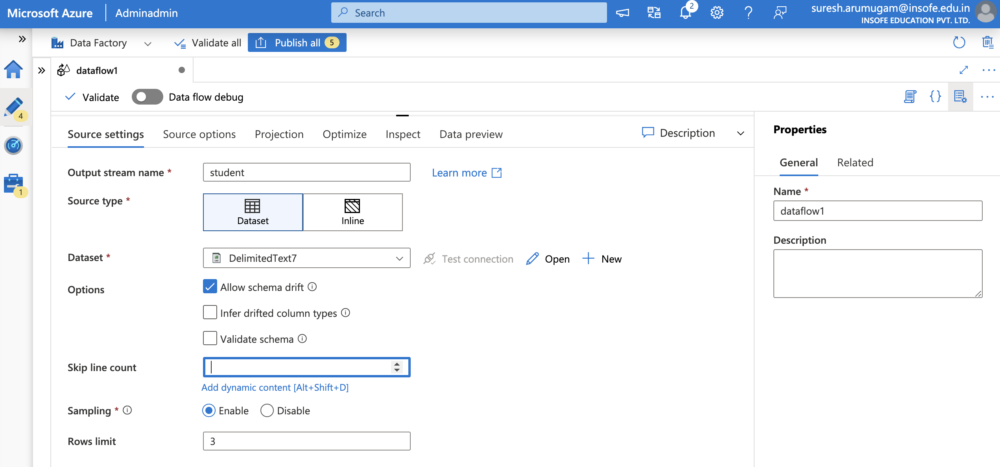 Microsoft Azure
Adminadmin
Search
2
suresh.arumugam@insofe.edu.in
INSOFE EDUCATION PVT. LTD.
Data Factory
Validate all
Publish all 5
dataflow1
Validate
Data flow debug
4
1
Source settings
Source options
Projection
Optimize
Inspect
Data preview
Description
Output stream name *
student
Learn more
Source type *
Dataset
Inline
Dataset *
DelimitedText7
Test connection
Open
New
Options
Allow schema drift
Infer drifted column types
Validate schema
Skip line count
Add dynamic content [Alt+Shift+D]
Sampling *
Enable
Disable
Rows limit
3
Properties
General
Related
Name *
dataflow1
Description